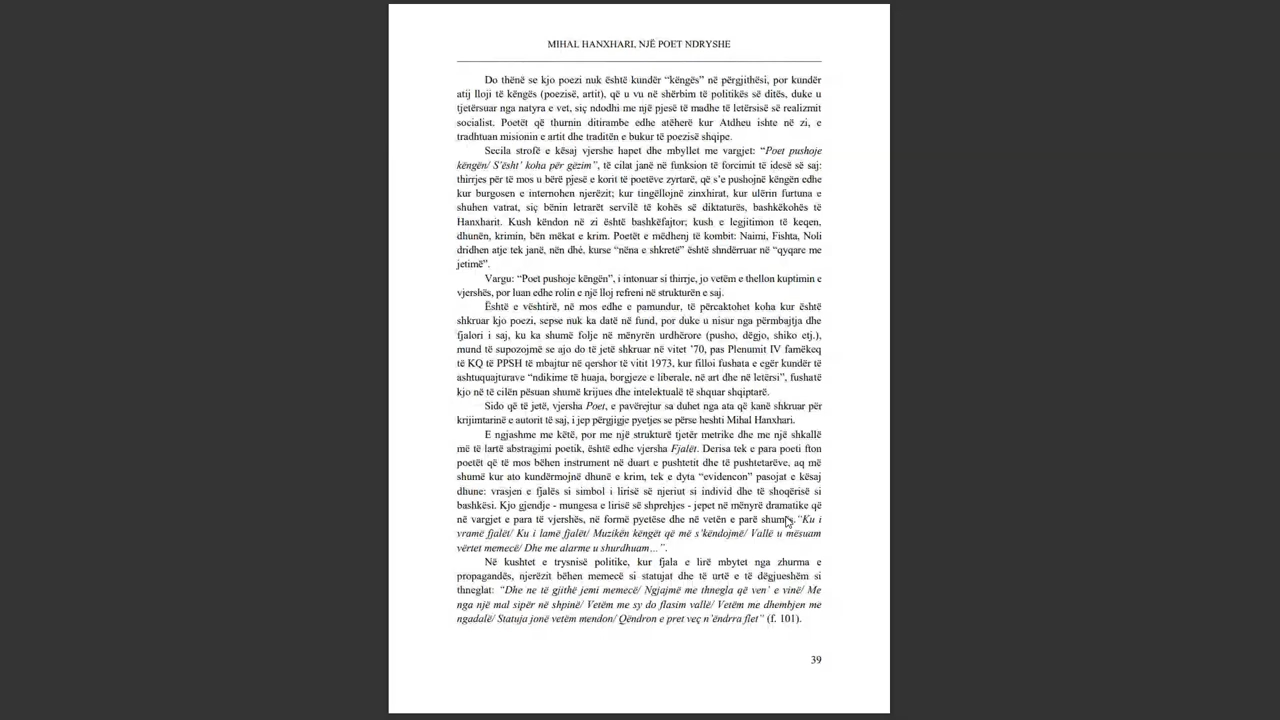 MIHAL HANXHARI, NJË POET NDRYSHE
Do thënë se kjo poezi nuk është kundër “këngës” në përgjithësi, por kundër
atij lloji të këngës (poezisë, artit), që u vu në shërbim të politikës së ditës, duke u
tjetërsuar nga natyra e vet, siç ndodhi me një pjesë të madhe të letërsisë së realizmit
socialist. Poetët që thurnin ditirambe edhe atëherë kur Atdheu ishte në zi, e
tradhtuan misionin e artit dhe traditën e bukur të poezisë shqipe.
Secila strofë e kësaj vjershe hapet dhe mbyllet me vargjet: “Poet pushoje
këngën/ S’ësht’ koha për gëzim”, të cilat janë në funksion të forcimit të idesë së saj:
thirrjes për të mos u bërë pjesë e korit të poetëve zyrtarë, që s’e pushojnë këngën edhe
kur burgosen e internohen njerëzit; kur tingëllojnë zinxhirat, kur ulërin furtuna e
shuhen vatrat, siç bënin letrarët servilë të kohës së diktaturës, bashkëkohës të
Hanxharit. Kush këndon në zi është bashkëfajtor; kush e legjitimon të keqen,
dhunën, krimin, bën mëkat e krim. Poetët e mëdhenj të kombit: Naimi, Fishta, Noli
dridhen atje tek janë, nën dhé, kurse “nëna e shkretë” është shndërruar në “qyqare me
jetimë”.
Vargu: “Poet pushoje këngën”, i intonuar si thirrje, jo vetëm e thellon kuptimin e
vjershës, por luan edhe rolin e një lloj refreni në strukturën e saj.
Është e vështirë, në mos edhe e pamundur, të përcaktohet koha kur është
shkruar kjo poezi, sepse nuk ka datë në fund, por duke u nisur nga përmbajtja dhe
fjalori i saj, ku ka shumë folje në mënyrën urdhërore (pusho, dëgjo, shiko etj.),
mund të supozojmë se ajo do të jetë shkruar në vitet ’70, pas Plenumit IV famëkeq
të KQ të PPSH të mbajtur në qershor të vitit 1973, kur filloi fushata e egër kundër të
ashtuquajturave “ndikime të huaja, borgjeze e liberale, në art dhe në letërsi”, fushatë
kjo në të cilën pësuan shumë krijues dhe intelektualë të shquar shqiptarë.
Sido që të jetë, vjersha Poet, e pavërejtur sa duhet nga ata që kanë shkruar për
krijimtarinë e autorit të saj, i jep përgjigje pyetjes se përse heshti Mihal Hanxhari.
E ngjashme me këtë, por me një strukturë tjetër metrike dhe me një shkallë
më të lartë abstragimi poetik, është edhe vjersha Fjalët. Derisa tek e para poeti fton
poetët që të mos bëhen instrument në duart e pushtetit dhe të pushtetarëve, aq më
shumë kur ato kundërmojnë dhunë e krim, tek e dyta “evidencon” pasojat e kësaj
dhune: vrasjen e fjalës si simbol i lirisë së njeriut si individ dhe të shoqërisë si
bashkësi. Kjo gjendje - mungesa e lirisë së shprehjes - jepet në mënyrë dramatike që
në vargjet e para të vjershës, në formë pyetëse dhe në vetën e parë shumës. “Ku i
vramë fjalët/ Ku i lamë fjalët/ Muzikën këngët që më s’këndojmë/ Vallë u mësuam
vërtet memecë/ Dhe me alarme u shurdhuam…”.
Në kushtet e trysnisë politike, kur fjala e lirë mbytet nga zhurma e
propagandës, njerëzit bëhen memecë si statujat dhe të urtë e të dëgjueshëm si
thneglat: “Dhe ne të gjithë jemi memecë/ Ngjajmë me thnegla që ven’ e vinë/ Me
nga një mal sipër në shpinë/ Vetëm me sy do flasim vallë/ Vetëm me dhembjen me
ngadalë/ Statuja jonë vetëm mendon/ Qëndron e pret veç n’ëndrra flet” (f. 101).
39